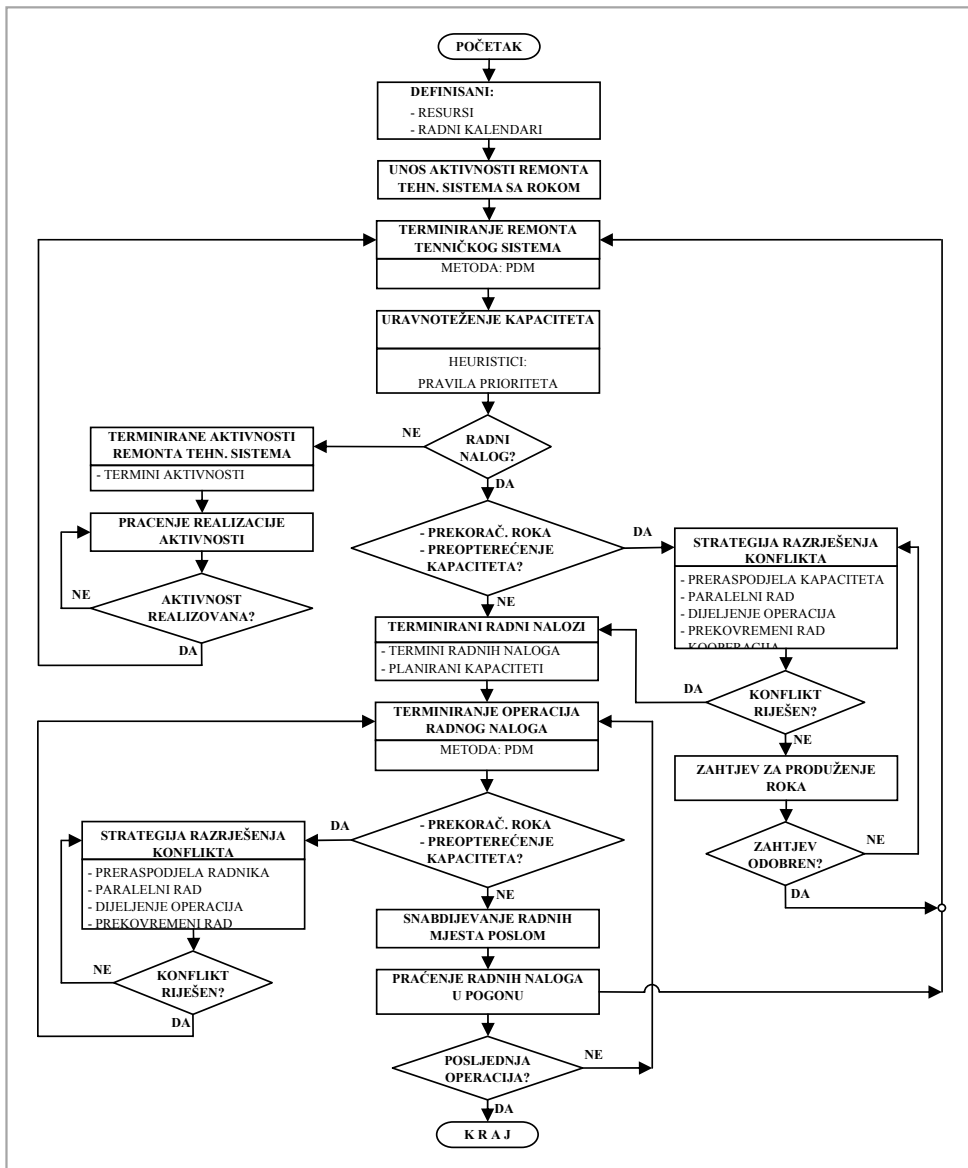 POČETAK
DEFINISANI:
- RESURSI
- RADNI KALENDARI
UNOS AKTIVNOSTI REMONTA
TEHN. SISTEMA SA ROKOM
TERMINIRANJE REMONTA
TENNIČKOG SISTEMA
METODA: PDM
URAVNOTEŽENJE KAPACITETA
HEURISTICI:
PRAVILA PRIORITETA
RADNI
NALOG?
NE
DA
TERMINIRANE AKTIVNOSTI
REMONTA TEHN. SISTEMA
- TERMINI AKTIVNOSTI
PRACENJE REALIZACIJE
AKTIVNOSTI
AKTIVNOST
REALIZOVANA?
NE
DA
- PREKORAČ. ROKA
- PREOPTEREĆENJE
KAPACITETA?
DA
NE
STRATEGIJA RAZRJEŠENJA
KONFLIKTA
- PRERASPODJELA KAPACITETA
- PARALELNI RAD
- DIJELJENJE OPERACIJA
- PREKOVREMENI RAD
KOOPERACIJA
TERMINIRANI RADNI NALOZI
- TERMINI RADNIH NALOGA
- PLANIRANI KAPACITETI
KONFLIKT
RIJEŠEN?
DA
NE
ZAHTJEV ZA PRODUŽENJE
ROKA
ZAHTJEV
ODOBREN?
NE
DA
TERMINIRANJE OPERACIJA
RADNOG NALOGA
METODA: PDM
- PREKORAČ. ROKA
- PREOPTEREĆENJE
KAPACITETA?
DA
NE
STRATEGIJA RAZRJEŠENJA
KONFLIKTA
- PRERASPODJELA RADNIKA
- PARALELNI RAD
- DIJELJENJE OPERACIJA
- PREKOVREMENI RAD
KONFLIKT
RIJEŠEN?
NE
DA
SNABDIJEVANJE RADNIH
MJESTA POSLOM
PRAĆENJE RADNIH NALOGA
U POGONU
POSLJEDNJA
OPERACIJA?
NE
DA
K R A J